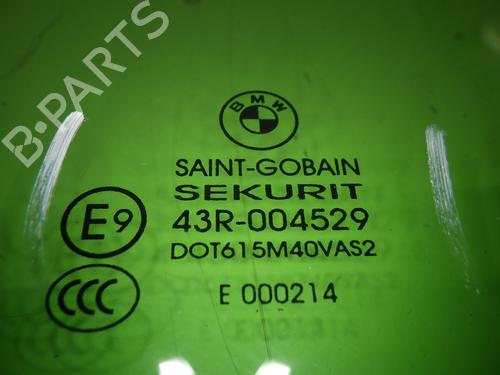 B-PARTS
BMW
SAINT-GOBAIN
SEKURIT
E9
43R-004529
DOT615M40VAS2
CCC
E 000214